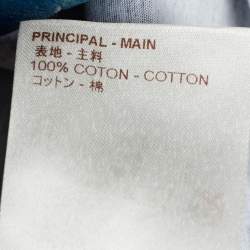 PRINCIPAL - MAIN
表地 - 主料
100% COTON - COTTON
コットン - 棉